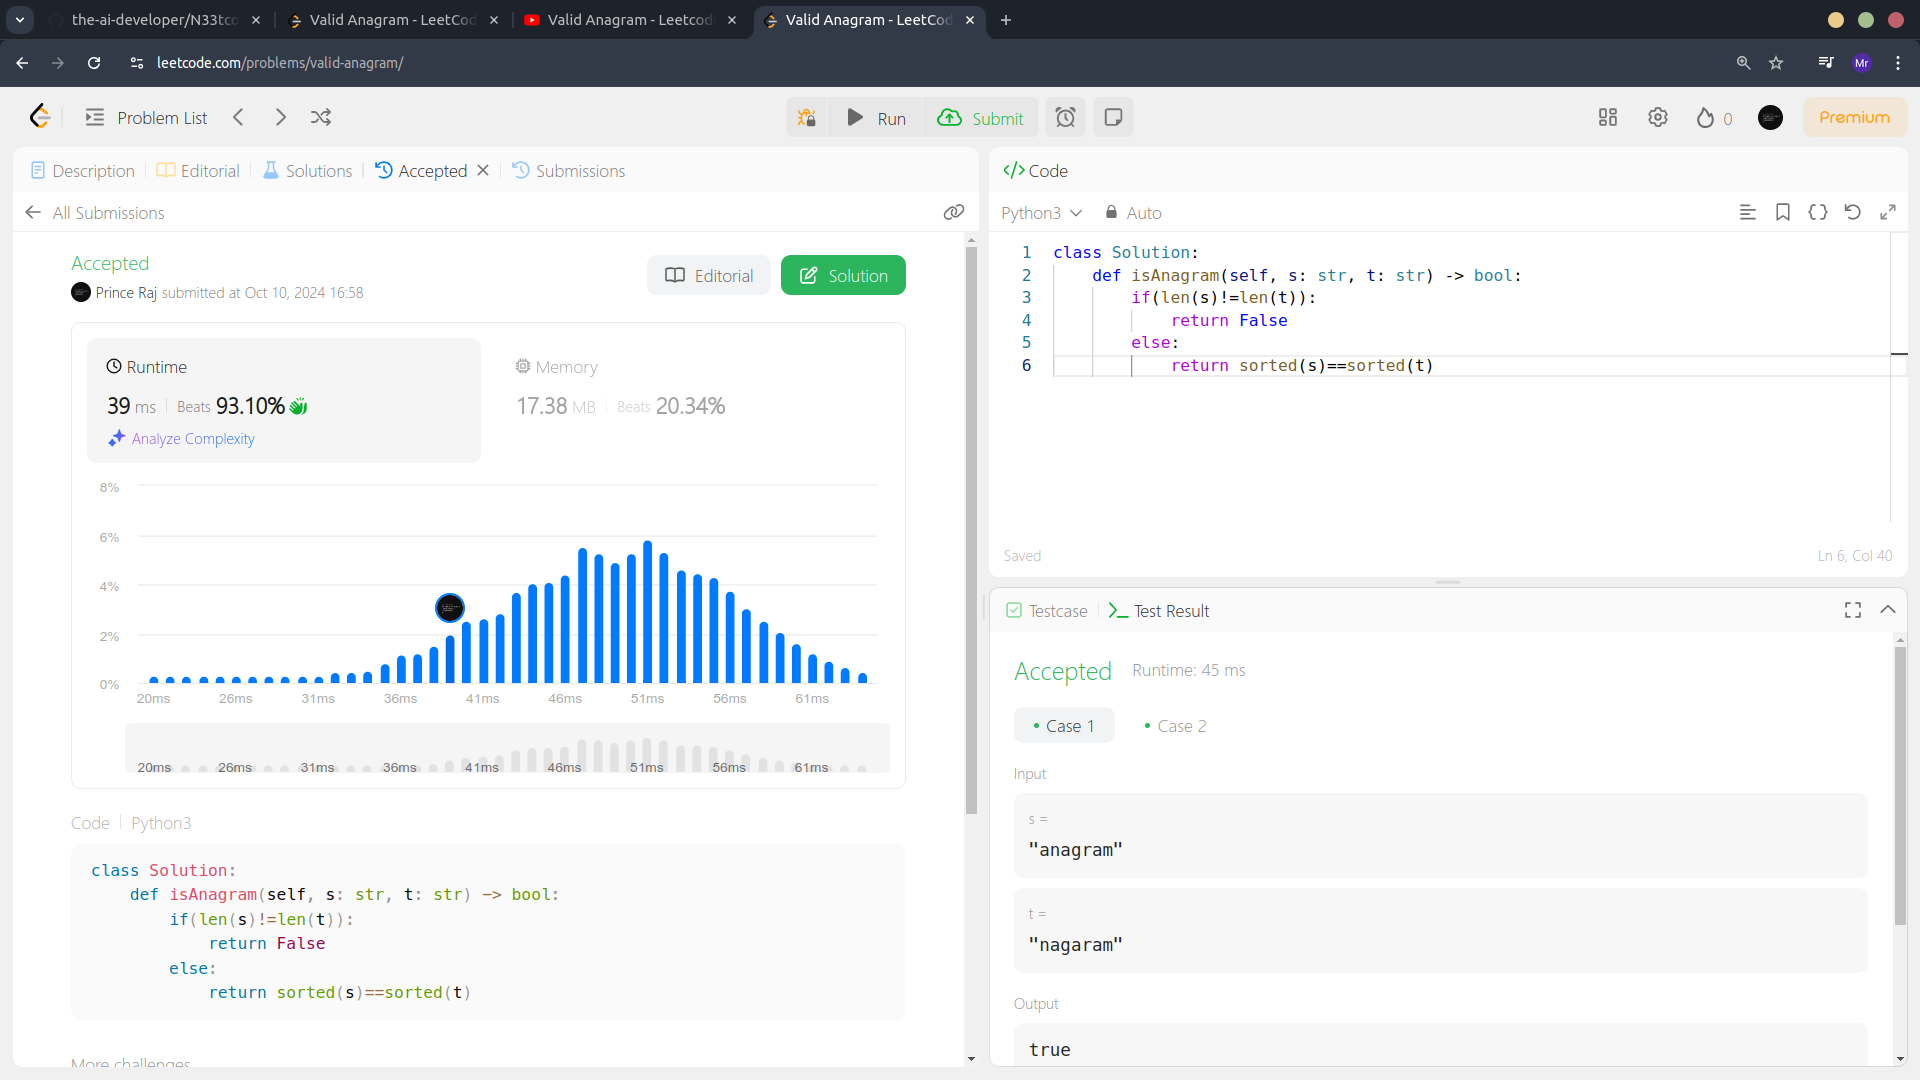 the-ai-developer/N33tco
Valid Anagram - LeetCod
Valid Anagram - Leetcod
Valid Anagram - LeetCod
leetcode.com/problems/valid-anagram/
Mr
Problem List
Run
Submit
0
Premium
Description
Editorial
Solutions
Accepted
Submissions
All Submissions
Accepted
Prince Raj submitted at Oct 10, 2024 16:58
Editorial
Solution
Runtime
39 ms
Beats 93.10%
Analyze Complexity
Memory
17.38 MB
Beats 20.34%
8%
6%
4%
2%
0%
20ms 26ms 31ms 36ms 41ms 46ms 51ms 56ms 61ms
20ms 26ms 31ms 36ms 41ms 46ms 51ms 56ms 61ms
Code
Python3
class Solution:
    def isAnagram(self, s: str, t: str) -> bool:
        if(len(s)!=len(t)):
            return False
        else:
            return sorted(s)==sorted(t)
More challenges
Code
Python3
Auto
1 class Solution:
2     def isAnagram(self, s: str, t: str) -> bool:
3         if(len(s)!=len(t)):
4             return False
5         else:
6             return sorted(s)==sorted(t)
Saved
Ln 6, Col 40
Testcase
Test Result
Accepted
Runtime: 45 ms
Case 1
Case 2
Input
s =
"anagram"
t =
"nagaram"
Output
true